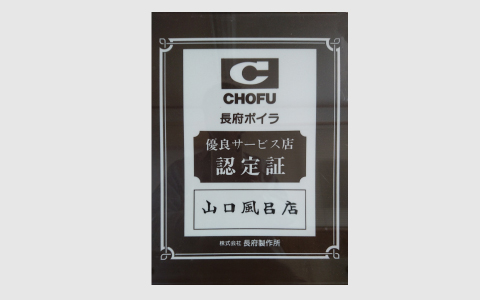 C
CHOFU
長府ボイラ
優良サービス店
認定証
山口風呂店
株式会社 長府製作所